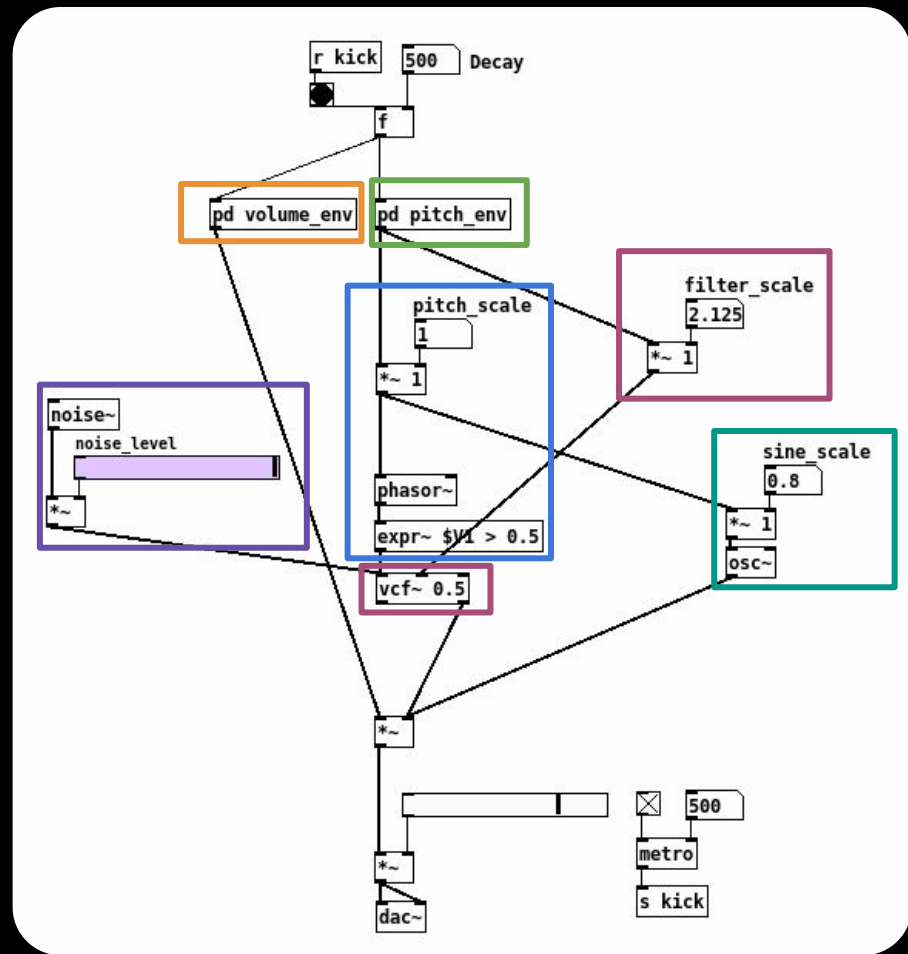 r kick
500 Decay
f
pd volume_env
pd pitch_env
filter_scale
2.125
*~ 1
pitch_scale
1
*~ 1
noise~
noise_level
*~
sine_scale
0.8
*~ 1
osc~
phasor~
expr~ $V1 > 0.5
vcf~ 0.5
*~
500
*~
metro
s kick
dac~